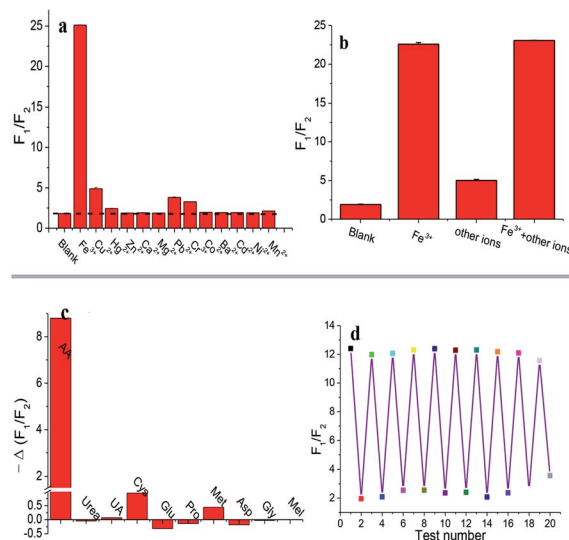 a
25
20
15
10
5
0
F₁/F₂
Blank
Fe³⁺
Cu²⁺
Hg²⁺
Zn²⁺
Ca²⁺
Mg²⁺
Pb²⁺
Cr³⁺
Co²⁺
Ba²⁺
Cd²⁺
Ni²⁺
Mn²⁺
b
25
20
15
10
5
0
F₁/F₂
Blank
Fe³⁺
other ions
Fe³⁺+other ions
c
8
6
4
2
0.5
0.0
-0.5
− Δ (F₁/F₂)
AA
Urea
UA
Cys
Glu
Pro
Met
Asp
Gly
Mel
d
14
12
10
8
6
4
2
F₁/F₂
0 2 4 6 8 10 12 14 16 18 20
Test number